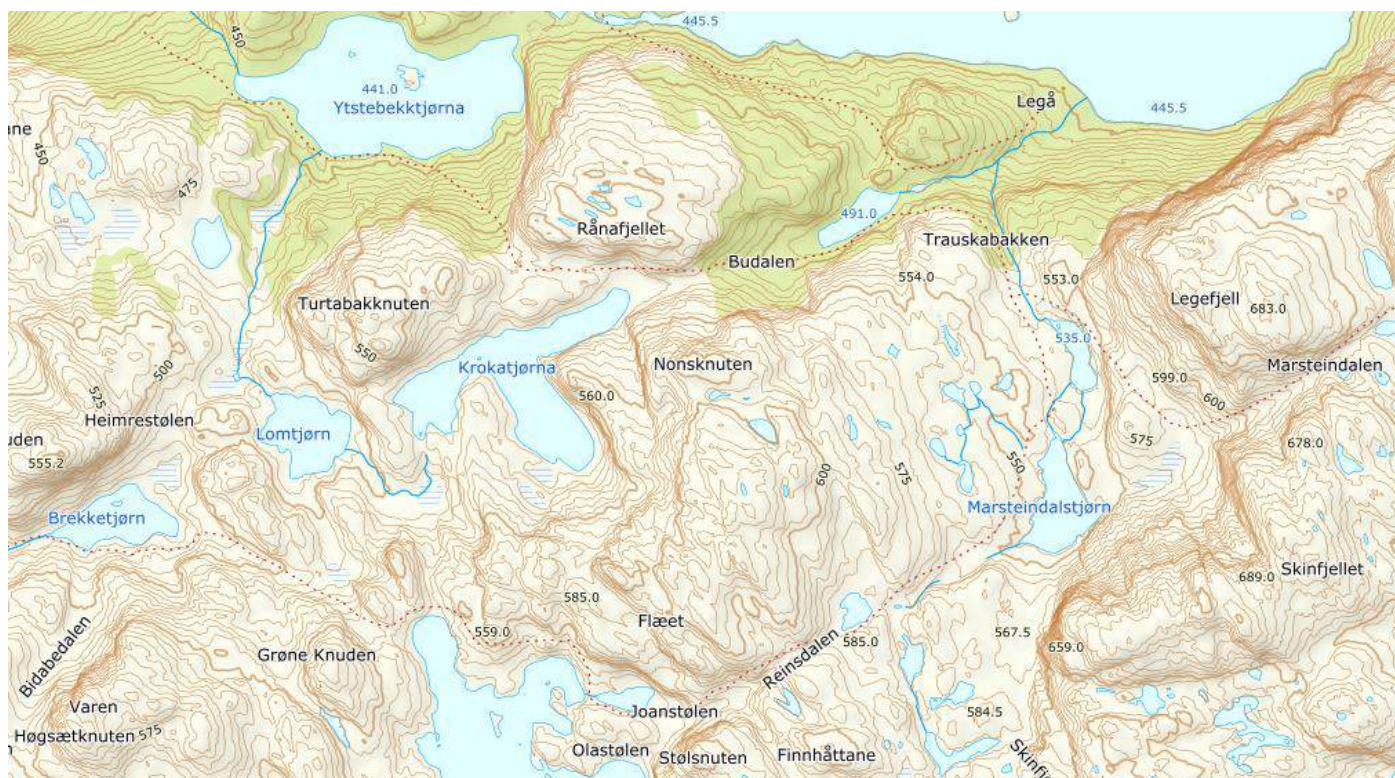 445.5
450
441.0
Ytstebekktjørna
Legå
445.5
ane
450
475
491.0
Rånafjellet
Trauskabakken
Budalen
554.0
553.0
Turtabakknuten
Legefjell
683.0
550
535.0
Krokatjørna
Nonsknuten
Marsteindalen
500
599.0
525
560.0
600
Heimrestølen
Lomtjørn
uden
575
678.0
555.2
600
575
550
Brekketjørn
Marsteindalstjørn
Skinfjellet
689.0
585.0
Flæet
559.0
585.0
567.5
Bidabedalen
Grøne Knuden
Reinsdalen
659.0
Varen
Joanstølen
584.5
Høgsætknuten
575
Olastølen
Stølsnuten
Finnhåttane
Skinfj